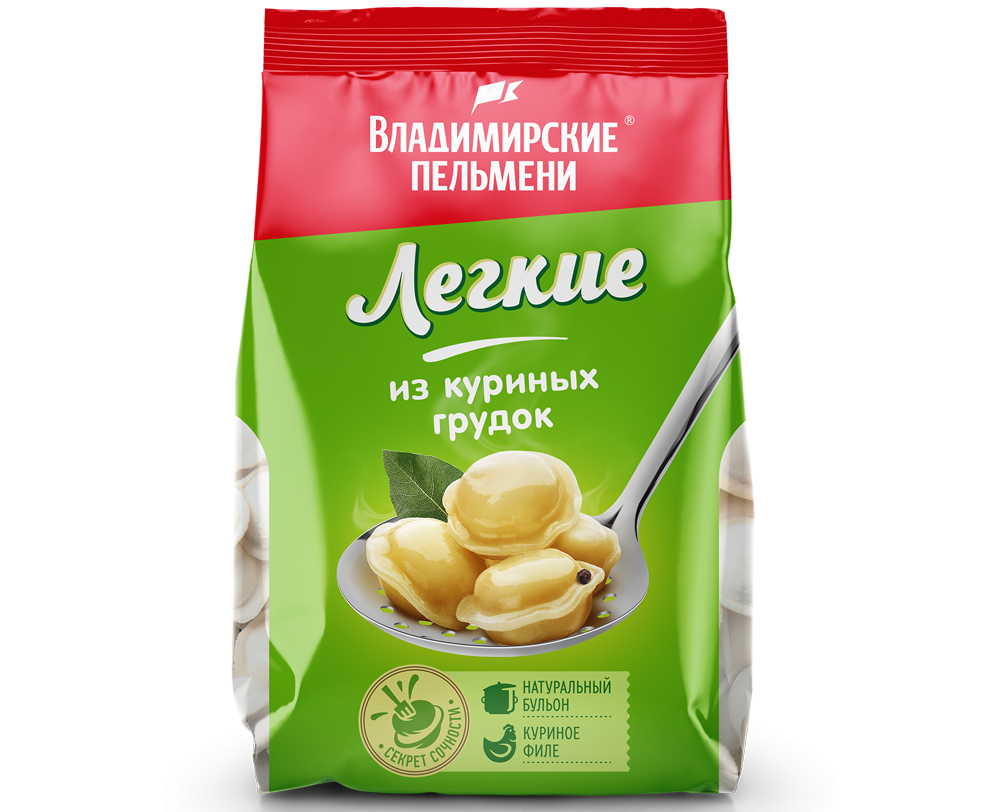 ВЛАДИМИРСКИЕ®
ПЕЛЬМЕНИ
Легкие
из куриных
грудок
НАТУРАЛЬНЫЙ
БУЛЬОН
КУРИНОЕ
ФИЛЕ
• СЕКРЕТ СОЧНОСТИ •